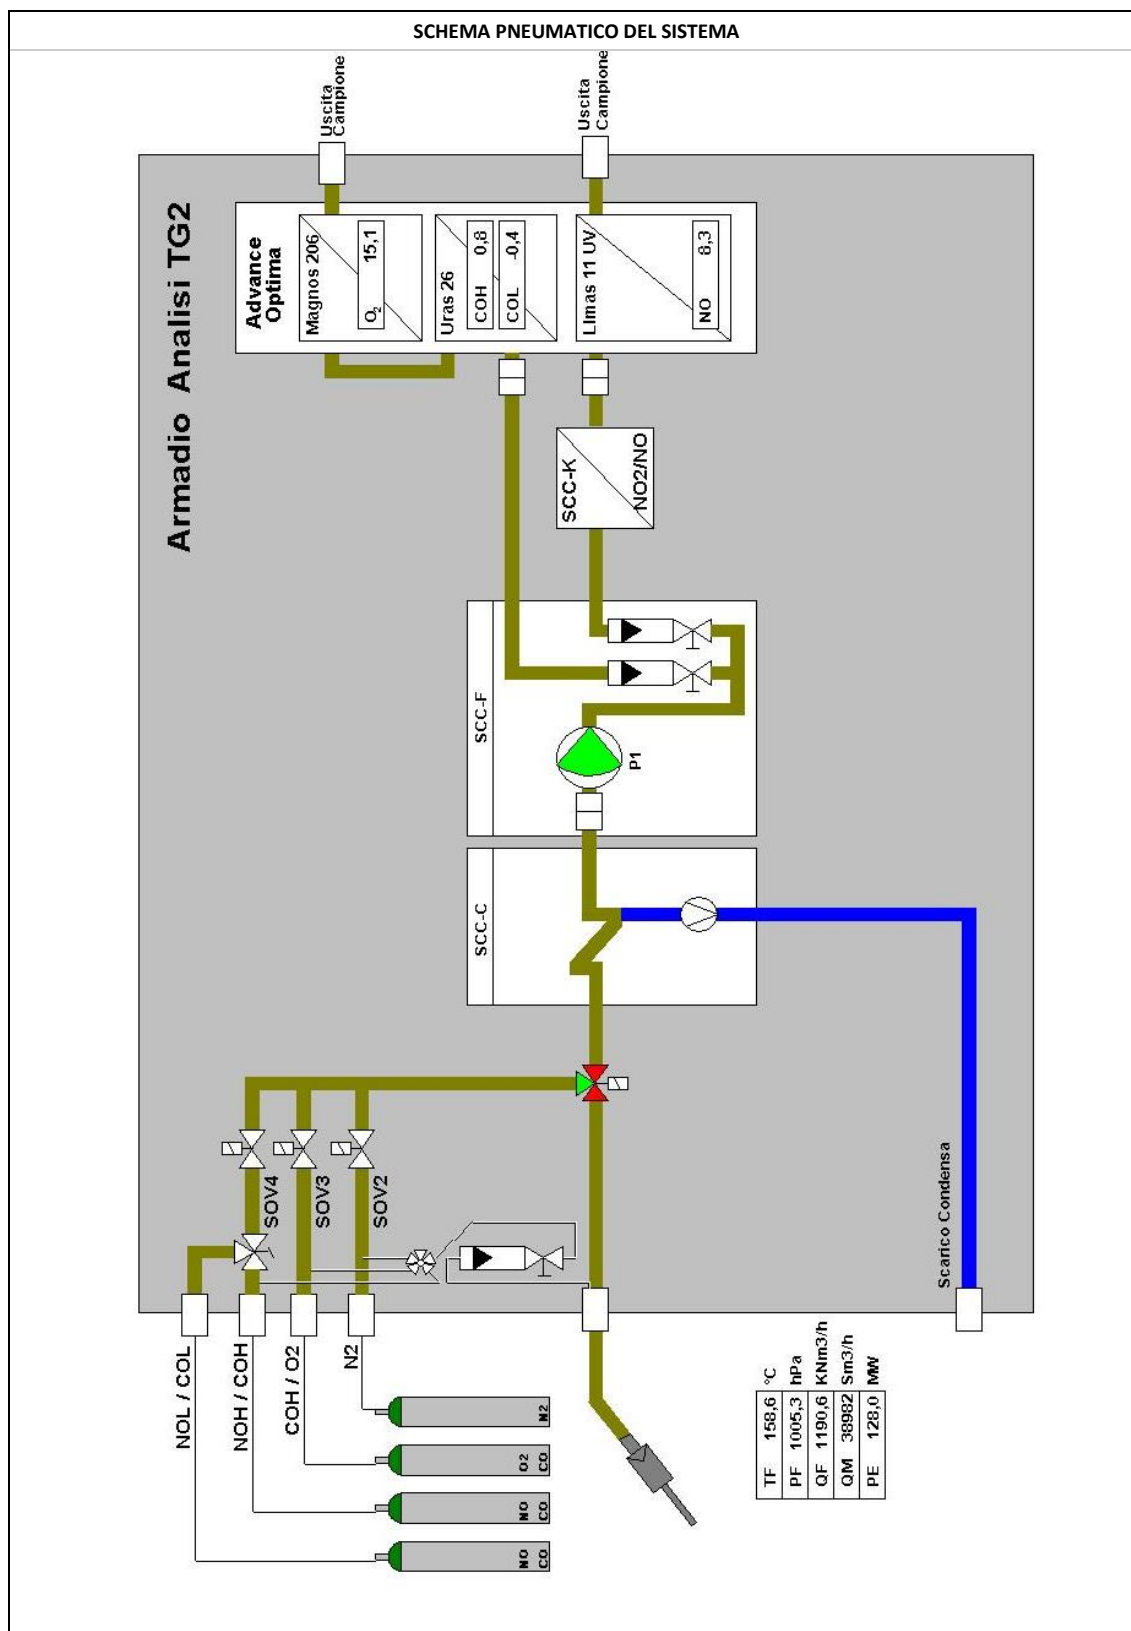 SCHEMA PNEUMATICO DEL SISTEMA
Armadio Analisi TG2
Uscita
Campione
Uscita
Campione
Advance
Optima
Magnos 206
O2 15,1
Uras 26
COH 0,8
COL -0,4
LImas 11 UV
NO 8,3
SCC-K
NO2/NO
SCC-F
P1
SCC-C
SOV4
SOV3
SOV2
NOL / COL
NOH / COH
COH / O2
N2
Scarico Condensa
NO
CO
NO
CO
O2
CO
N2
TF 158,6 °C
PF 1005,3 hPa
QF 1190,6 KNm3/h
QM 38982 Sm3/h
PE 128,0 MW